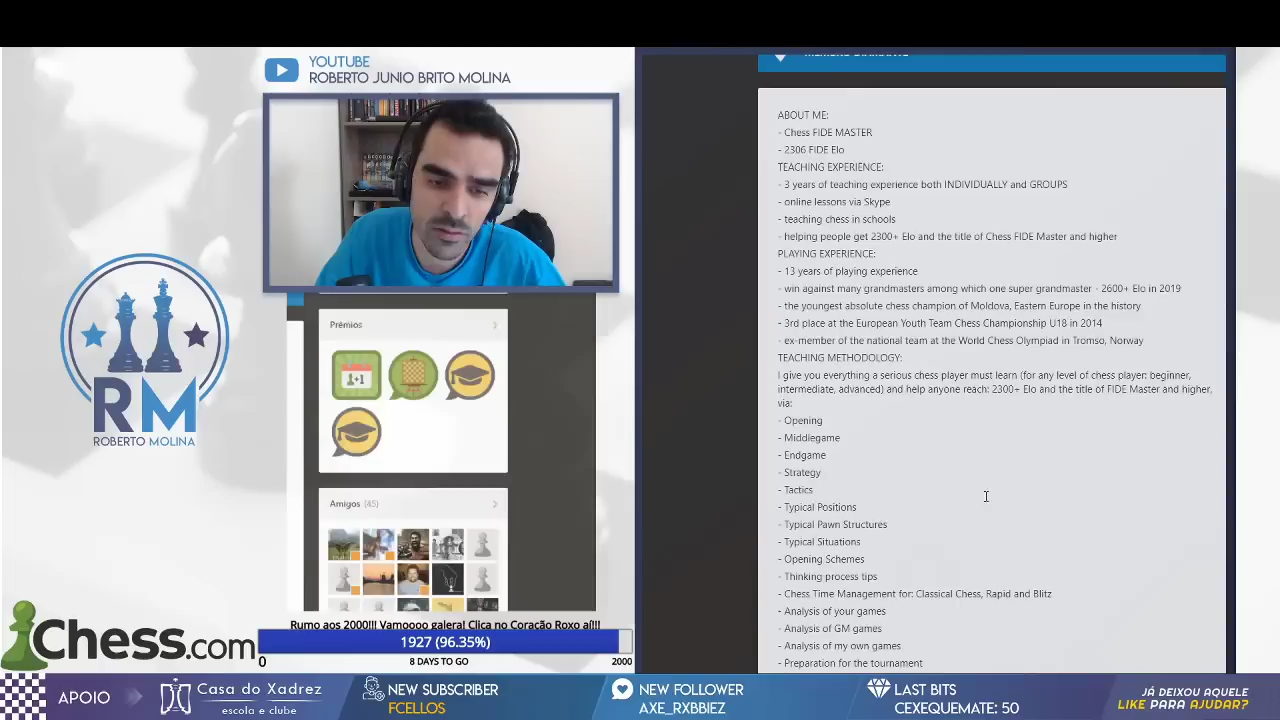 YOUTUBE
ROBERTO JUNIO BRITO MOLINA
RM
ROBERTO MOLINA
Prêmios
+1
Amigos (45)
Rumo aos 2000!!! Vamoooo galera! Clica no Coração Roxo aí!!!
1927 (96.35%)
0
8 DAYS TO GO
2000
Chess.com
ABOUT ME:
- Chess FIDE MASTER
- 2306 FIDE Elo
TEACHING EXPERIENCE:
- 3 years of teaching experience both INDIVIDUALLY and GROUPS
- online lessons via Skype
- teaching chess in schools
- helping people get 2300+ Elo and the title of Chess FIDE Master and higher
PLAYING EXPERIENCE:
- 13 years of playing experience
- win against many grandmasters among which one super grandmaster - 2600+ Elo in 2019
- the youngest absolute chess champion of Moldova, Eastern Europe in the history
- 3rd place at the European Youth Team Chess Championship U18 in 2014
- ex-member of the national team at the World Chess Olympiad in Tromso, Norway
TEACHING METHODOLOGY:
I give you everything a serious chess player must learn (for any level of chess player: beginner,
intermediate, advanced) and help anyone reach: 2300+ Elo and the title of FIDE Master and higher,
via:
- Opening
- Middlegame
- Endgame
- Strategy
- Tactics
- Typical Positions
- Typical Pawn Structures
- Typical Situations
- Opening Schemes
- Thinking process tips
- Chess Time Management for: Classical Chess, Rapid and Blitz
- Analysis of your games
- Analysis of GM games
- Analysis of my own games
- Preparation for the tournament
APOIO
Casa do Xadrez
escola e clube
NEW SUBSCRIBER
FCELLOS
NEW FOLLOWER
AXE_RXBBIEZ
LAST BITS
CEXEQUEMATE: 50
JÁ DEIXOU AQUELE
LIKE PARA AJUDAR?